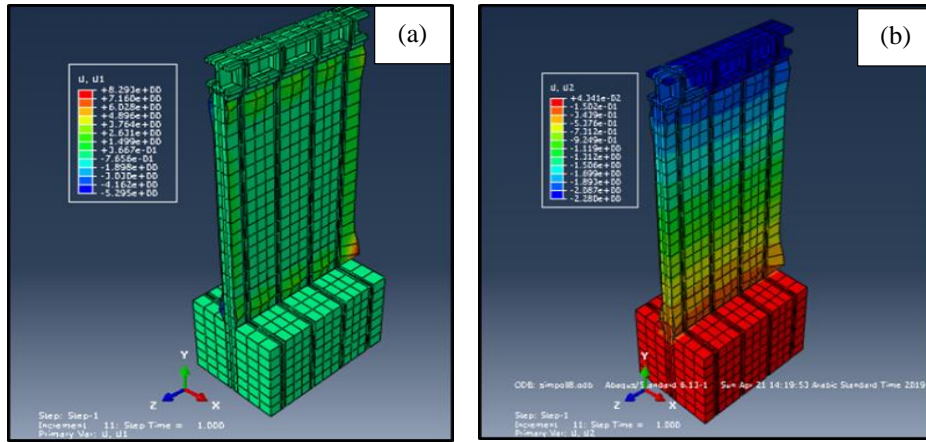 (a)
U, U1
+8.293e+00
+7.160e+00
+6.028e+00
+4.896e+00
+3.764e+00
+2.631e+00
+1.499e+00
+3.667e-01
-7.656e-01
-1.898e+00
-3.030e+00
-4.162e+00
-5.295e+00
Y
Z
X
Step: Step-1
Increment 11: Step Time = 1.000
Primary Var: U, U1
(b)
U, U2
+4.341e-02
-1.502e-01
-3.439e-01
-5.376e-01
-7.312e-01
-9.249e-01
-1.119e+00
-1.312e+00
-1.506e+00
-1.699e+00
-1.893e+00
-2.087e+00
-2.280e+00
ODB: simpal8.odb Abaqus/Standard 6.13-1 Sun Apr 21 14:19:53 Arabic Standard Time 2019
Y
Z
X
Step: Step-1
Increment 11: Step Time = 1.000
Primary Var: U, U2